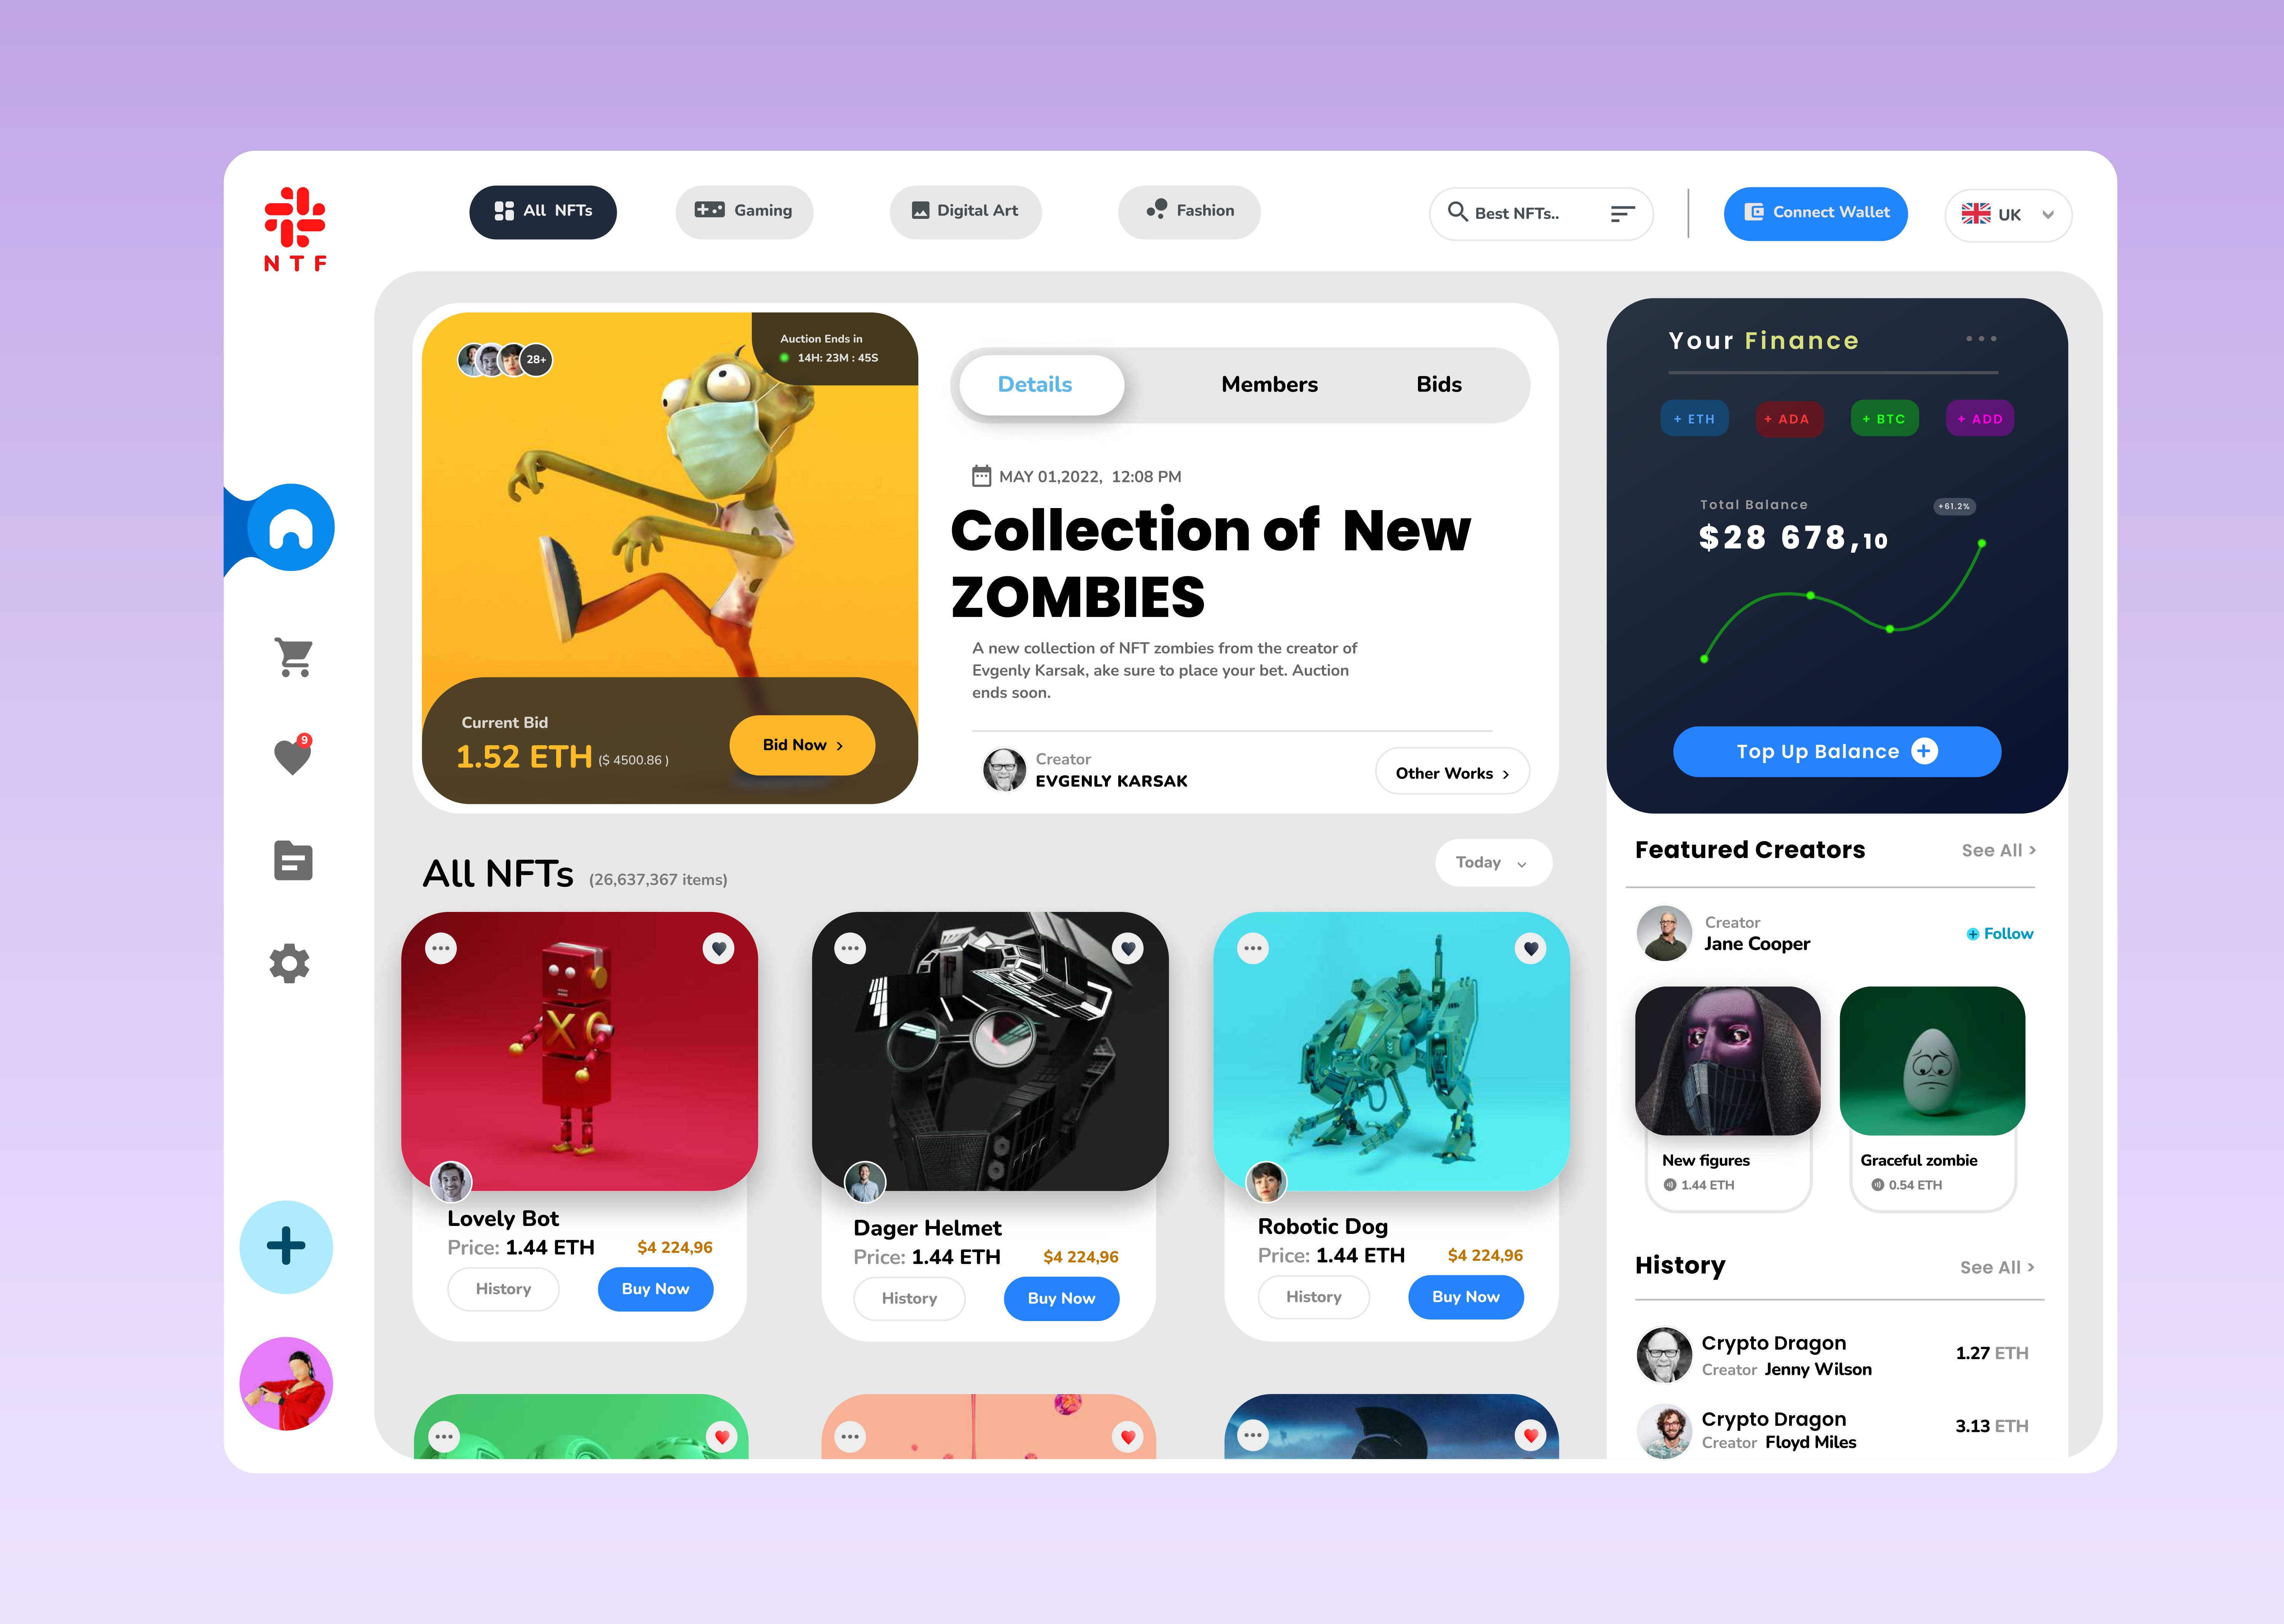 NTF
All NFTs
Gaming
Digital Art
Fashion
Best NFTs..
Connect Wallet
UK
28+
Auction Ends in
14H: 23M : 45S
Current Bid
1.52 ETH ($ 4500.86 )
Bid Now
Details
Members
Bids
MAY 01,2022, 12:08 PM
Collection of New
ZOMBIES
A new collection of NFT zombies from the creator of
Evgenly Karsak, ake sure to place your bet. Auction
ends soon.
Creator
EVGENLY KARSAK
Other Works
Your Finance
+ ETH
+ ADA
+ BTC
+ ADD
Total Balance
+61.2%
$28 678,10
Top Up Balance
9
All NFTs (26,637,367 items)
Today
XO
Lovely Bot
Price: 1.44 ETH $4 224,96
History
Buy Now
Dager Helmet
Price: 1.44 ETH $4 224,96
History
Buy Now
Robotic Dog
Price: 1.44 ETH $4 224,96
History
Buy Now
Featured Creators
See All
Creator
Jane Cooper
Follow
New figures
1.44 ETH
Graceful zombie
0.54 ETH
History
See All
Crypto Dragon
Creator Jenny Wilson
1.27 ETH
Crypto Dragon
Creator Floyd Miles
3.13 ETH